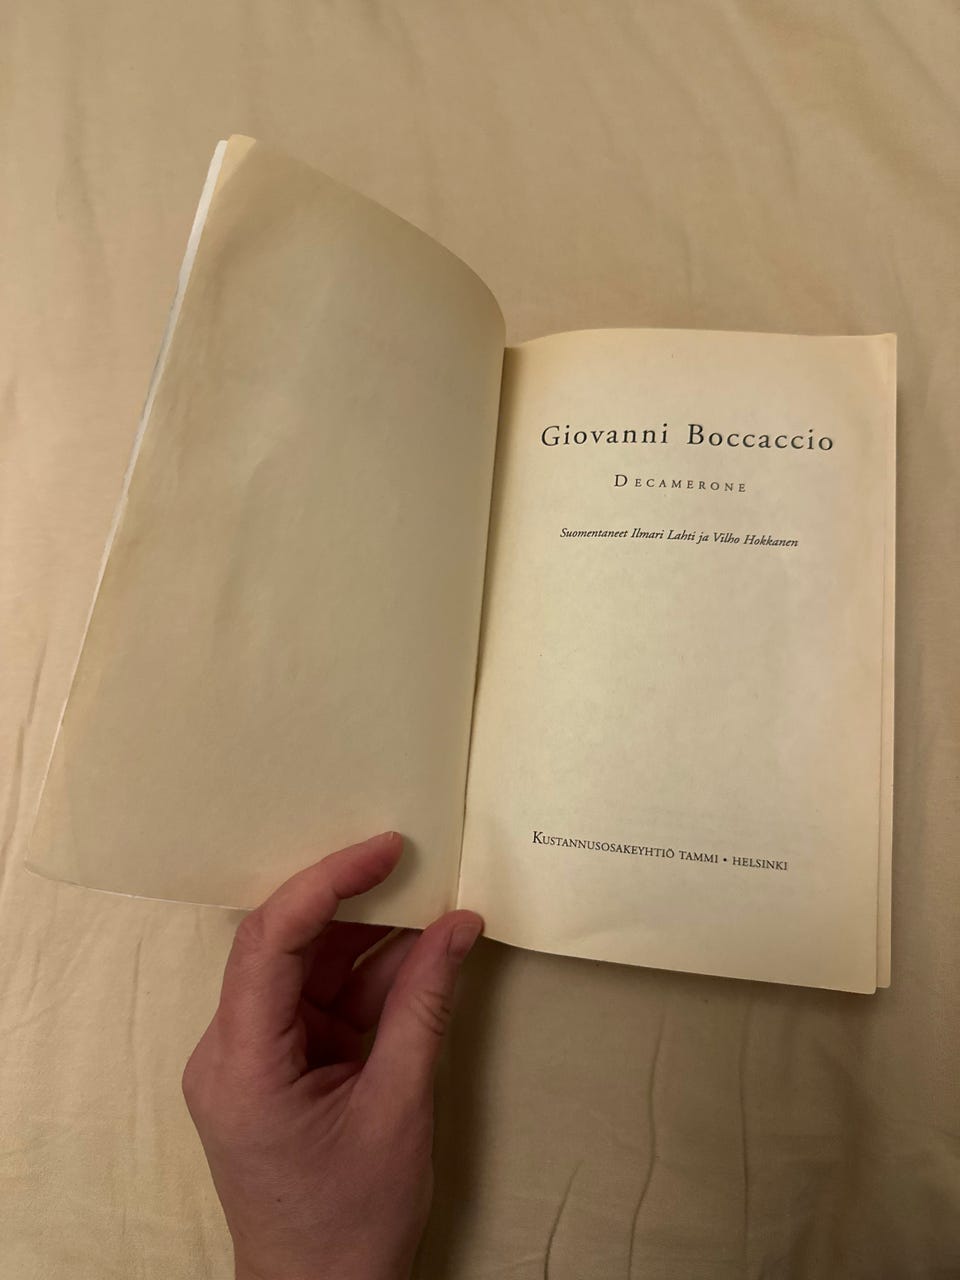 Giovanni Boccaccio
DECAMERONE
Suomentaneet Ilmari Lahti ja Vilho Hokkanen
KUSTANNUSOSAKEYHTIÖ TAMMI • HELSINKI